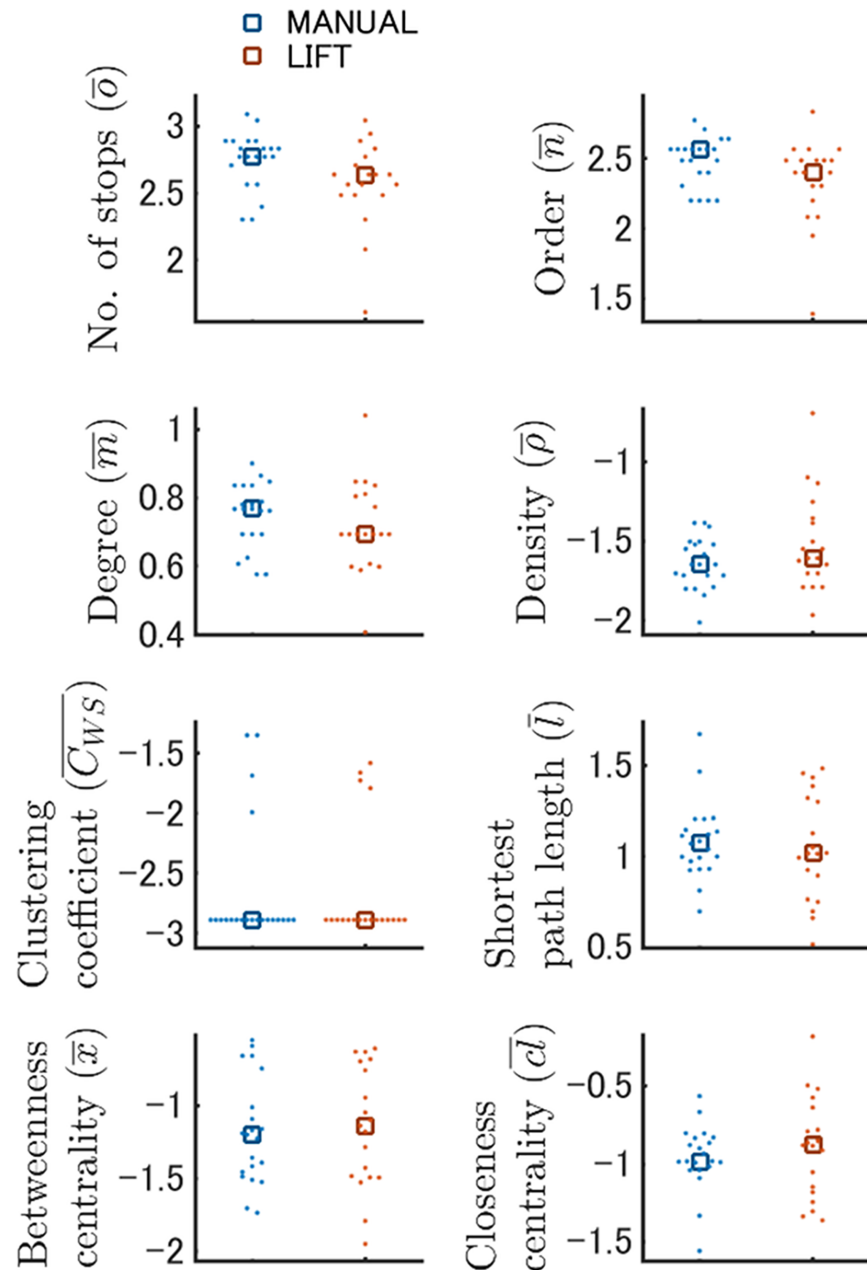 MANUAL
LIFT
No. of stops (o̅)
3
2.5
2
Order (n̅)
2.5
2
1.5
Degree (m̅)
1
0.8
0.6
0.4
Density (ρ̅)
−1
−1.5
−2
Clustering
coefficient (C̅_W̅S̅)
−1.5
−2
−2.5
−3
Shortest
path length (l̅)
1.5
1
0.5
Betweenness
centrality (x̅)
−1
−1.5
−2
Closeness
centrality (c̅l̅)
−0.5
−1
−1.5